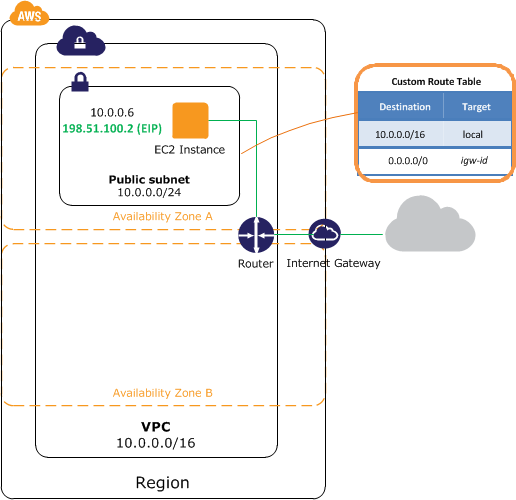 AWS
Custom Route Table
Destination Target
10.0.0.0/16 local
0.0.0.0/0 igw-id
10.0.0.6
198.51.100.2 (EIP)
EC2 Instance
Public subnet
10.0.0.0/24
Availability Zone A
Router
Internet Gateway
Availability Zone B
VPC
10.0.0.0/16
Region